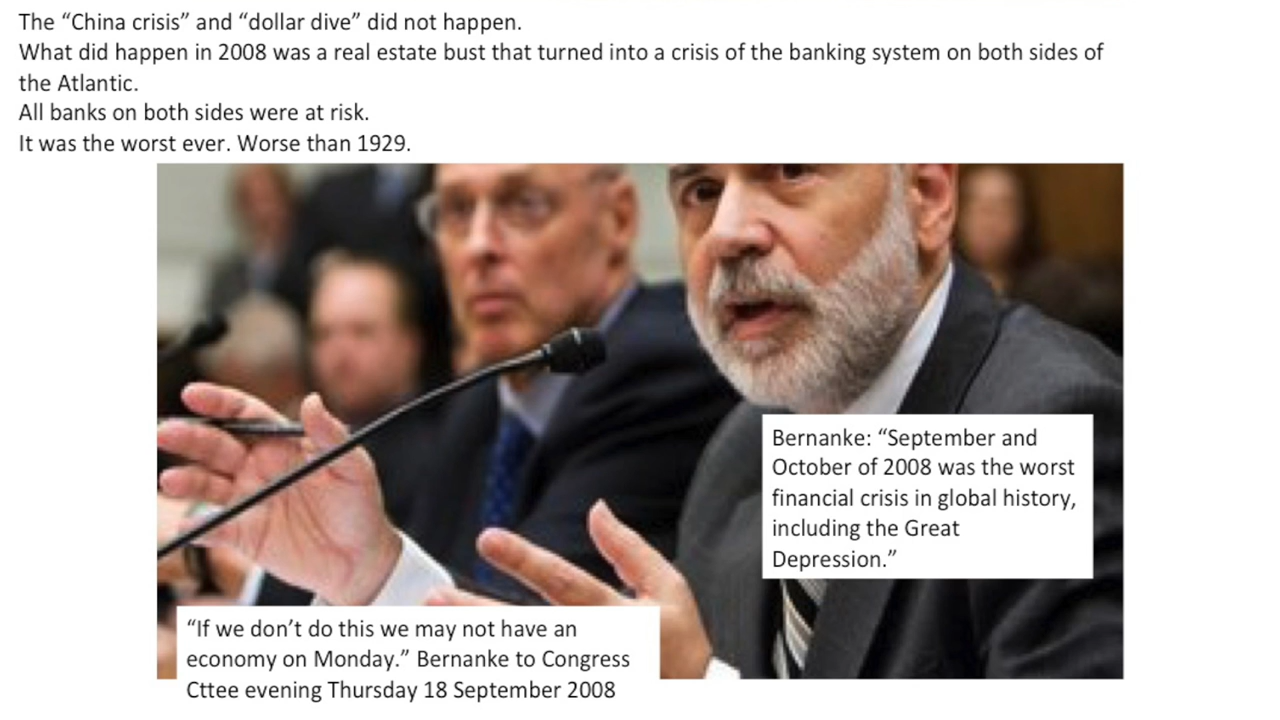 The “China crisis” and “dollar dive” did not happen.
What did happen in 2008 was a real estate bust that turned into a crisis of the banking system on both sides of
the Atlantic.
All banks on both sides were at risk.
It was the worst ever. Worse than 1929.
Bernanke: “September and
October of 2008 was the worst
financial crisis in global history,
including the Great
Depression.”
“If we don’t do this we may not have an
economy on Monday.” Bernanke to Congress
Cttee evening Thursday 18 September 2008